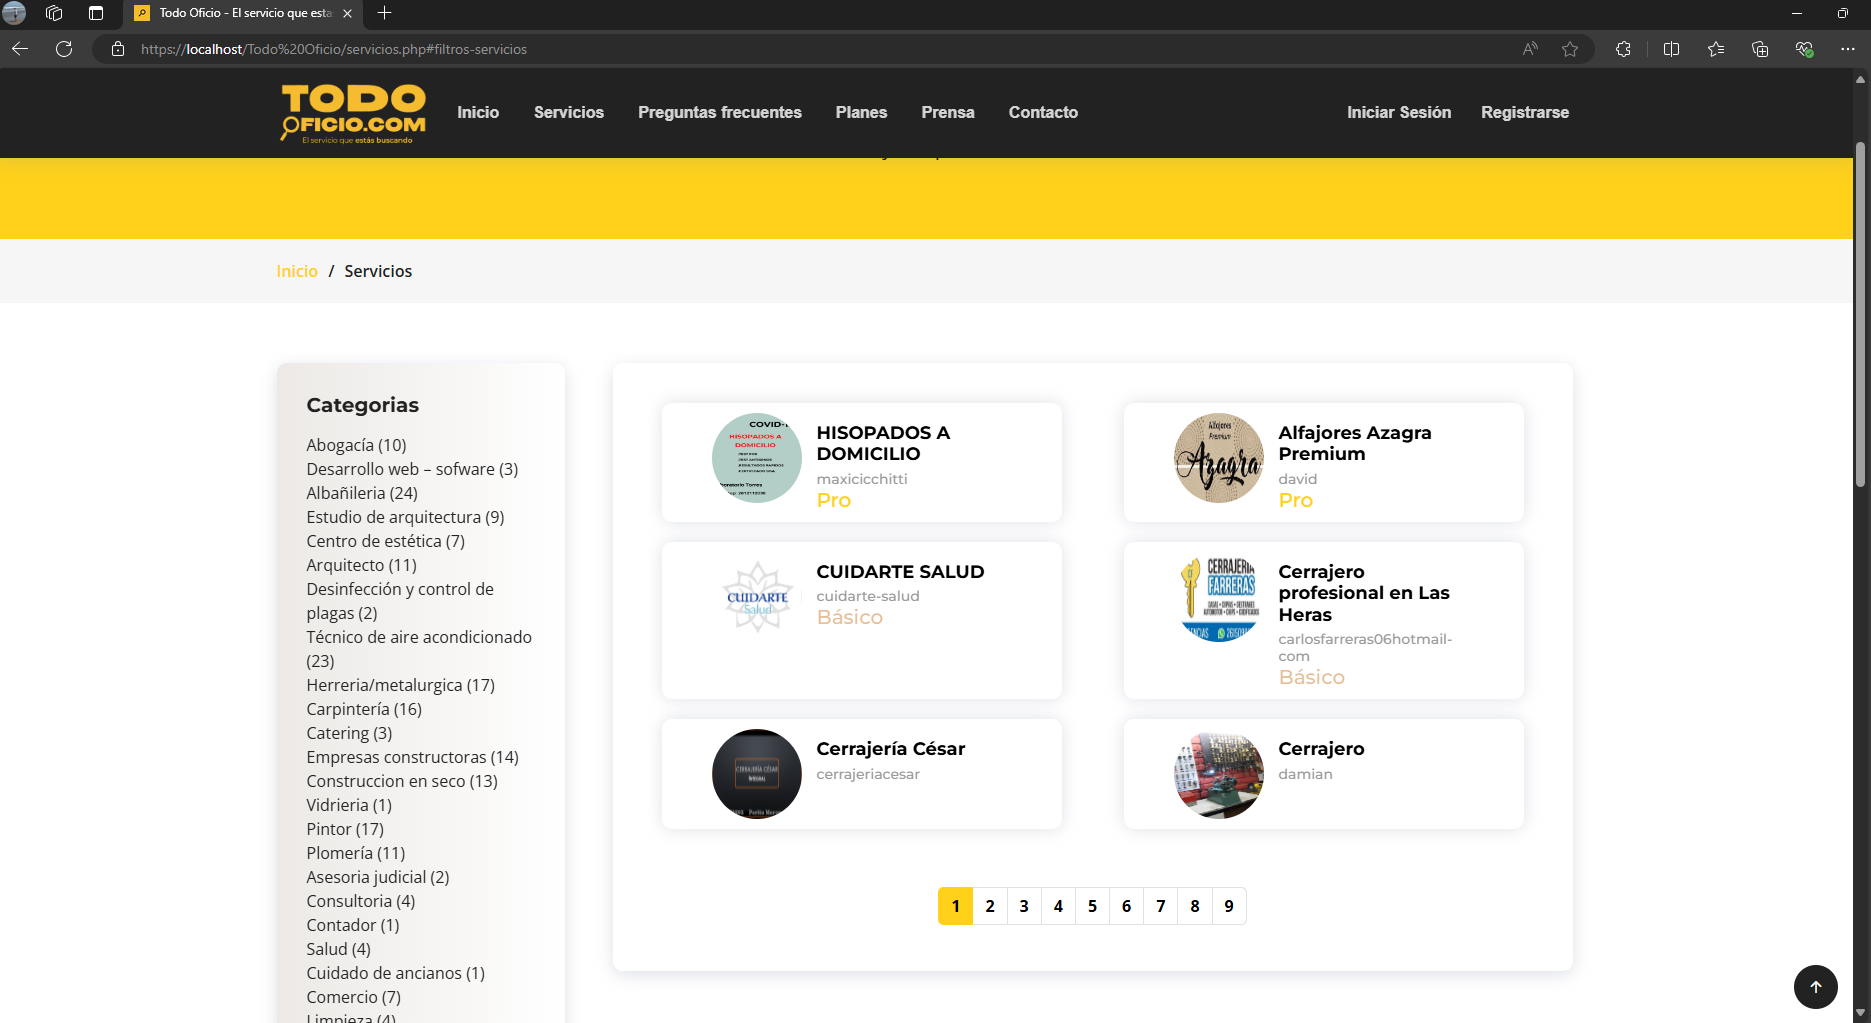 Todo Oficio - El servicio que esta
https://localhost/Todo%20Oficio/servicios.php#filtros-servicios
TODO
OFICIO.COM
El servicio que estás buscando
Inicio
Servicios
Preguntas frecuentes
Planes
Prensa
Contacto
Iniciar Sesión
Registrarse
Inicio / Servicios
Categorias
Abogacía (10)
Desarrollo web – sofware (3)
Albañileria (24)
Estudio de arquitectura (9)
Centro de estética (7)
Arquitecto (11)
Desinfección y control de
plagas (2)
Técnico de aire acondicionado
(23)
Herreria/metalurgica (17)
Carpintería (16)
Catering (3)
Empresas constructoras (14)
Construccion en seco (13)
Vidrieria (1)
Pintor (17)
Plomería (11)
Asesoria judicial (2)
Consultoria (4)
Contador (1)
Salud (4)
Cuidado de ancianos (1)
Comercio (7)
Limpieza (4)
COVID-1
HISOPADOS A
DOMICILIO
HISOPADOS A
DOMICILIO
maxicicchitti
Pro
Alfajores
Premium
Azagra
Alfajores Azagra
Premium
david
Pro
CUIDARTE
Salud
CUIDARTE SALUD
cuidarte-salud
Básico
CERRAJERIA
FARRERAS
Cerrajero
profesional en Las
Heras
carlosfarreras06hotmail-
com
Básico
CERRAJERÍA CÉSAR
INTEGRAL
Cerrajería César
cerrajeriacesar
Cerrajero
damian
1 2 3 4 5 6 7 8 9